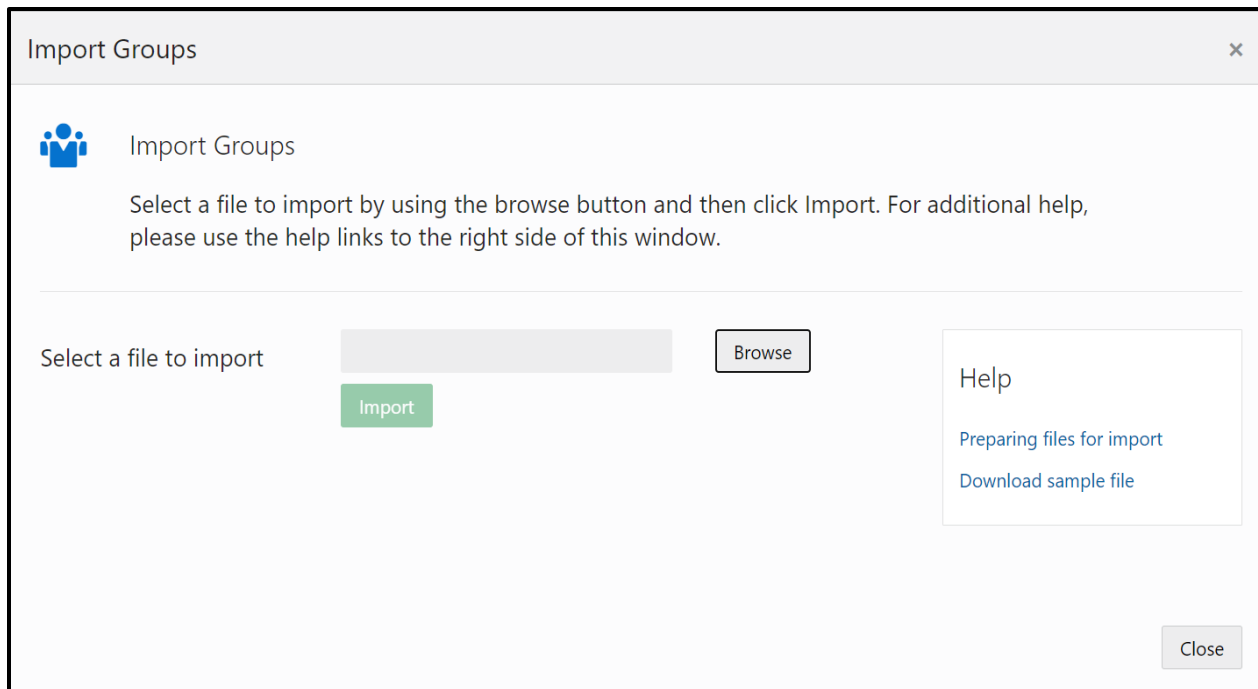 Import Groups
×
Import Groups
Select a file to import by using the browse button and then click Import. For additional help,
please use the help links to the right side of this window.
Select a file to import
Browse
Import
Help
Preparing files for import
Download sample file
Close